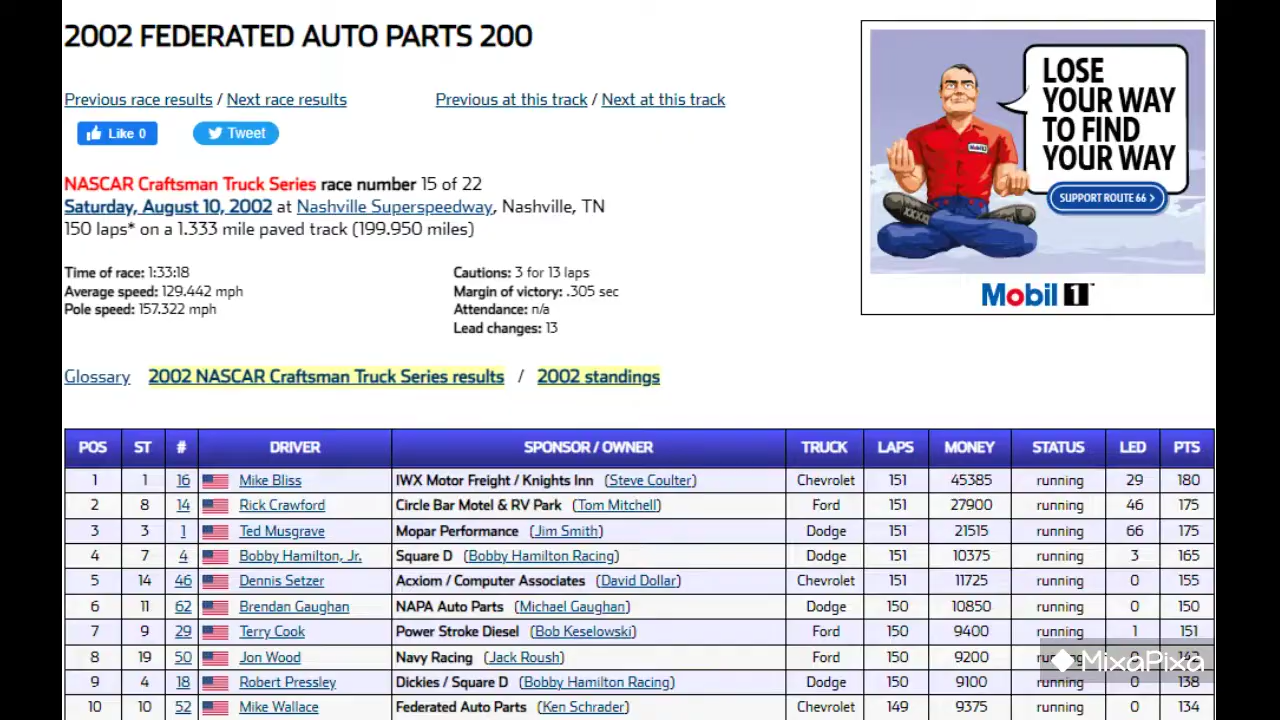 2002 FEDERATED AUTO PARTS 200
Previous race results / Next race results Previous at this track / Next at this track
Like 0 Tweet
NASCAR Craftsman Truck Series race number 15 of 22
Saturday, August 10, 2002 at Nashville Superspeedway, Nashville, TN
150 laps* on a 1.333 mile paved track (199.950 miles)
Time of race: 1:33:18
Average speed: 129.442 mph
Pole speed: 157.322 mph
Cautions: 3 for 13 laps
Margin of victory: .305 sec
Attendance: n/a
Lead changes: 13
LOSE
YOUR WAY
TO FIND
YOUR WAY
SUPPORT ROUTE 66 >
Mobil 1
Mobil 1™
Glossary 2002 NASCAR Craftsman Truck Series results / 2002 standings
POS ST # DRIVER SPONSOR / OWNER TRUCK LAPS MONEY STATUS LED PTS
1 1 16 Mike Bliss IWX Motor Freight / Knights Inn (Steve Coulter) Chevrolet 151 45385 running 29 180
2 8 14 Rick Crawford Circle Bar Motel & RV Park (Tom Mitchell) Ford 151 27900 running 46 175
3 3 1 Ted Musgrave Mopar Performance (Jim Smith) Dodge 151 21515 running 66 175
4 7 4 Bobby Hamilton, Jr. Square D (Bobby Hamilton Racing) Dodge 151 10375 running 3 165
5 14 46 Dennis Setzer Acxiom / Computer Associates (David Dollar) Chevrolet 151 11725 running 0 155
6 11 62 Brendan Gaughan NAPA Auto Parts (Michael Gaughan) Dodge 150 10850 running 0 150
7 9 29 Terry Cook Power Stroke Diesel (Bob Keselowski) Ford 150 9400 running 1 151
8 19 50 Jon Wood Navy Racing (Jack Roush) Ford 150 9200 running 0 142
9 4 18 Robert Pressley Dickies / Square D (Bobby Hamilton Racing) Dodge 150 9100 running 0 138
10 10 52 Mike Wallace Federated Auto Parts (Ken Schrader) Chevrolet 149 9375 running 0 134
MixaPixa